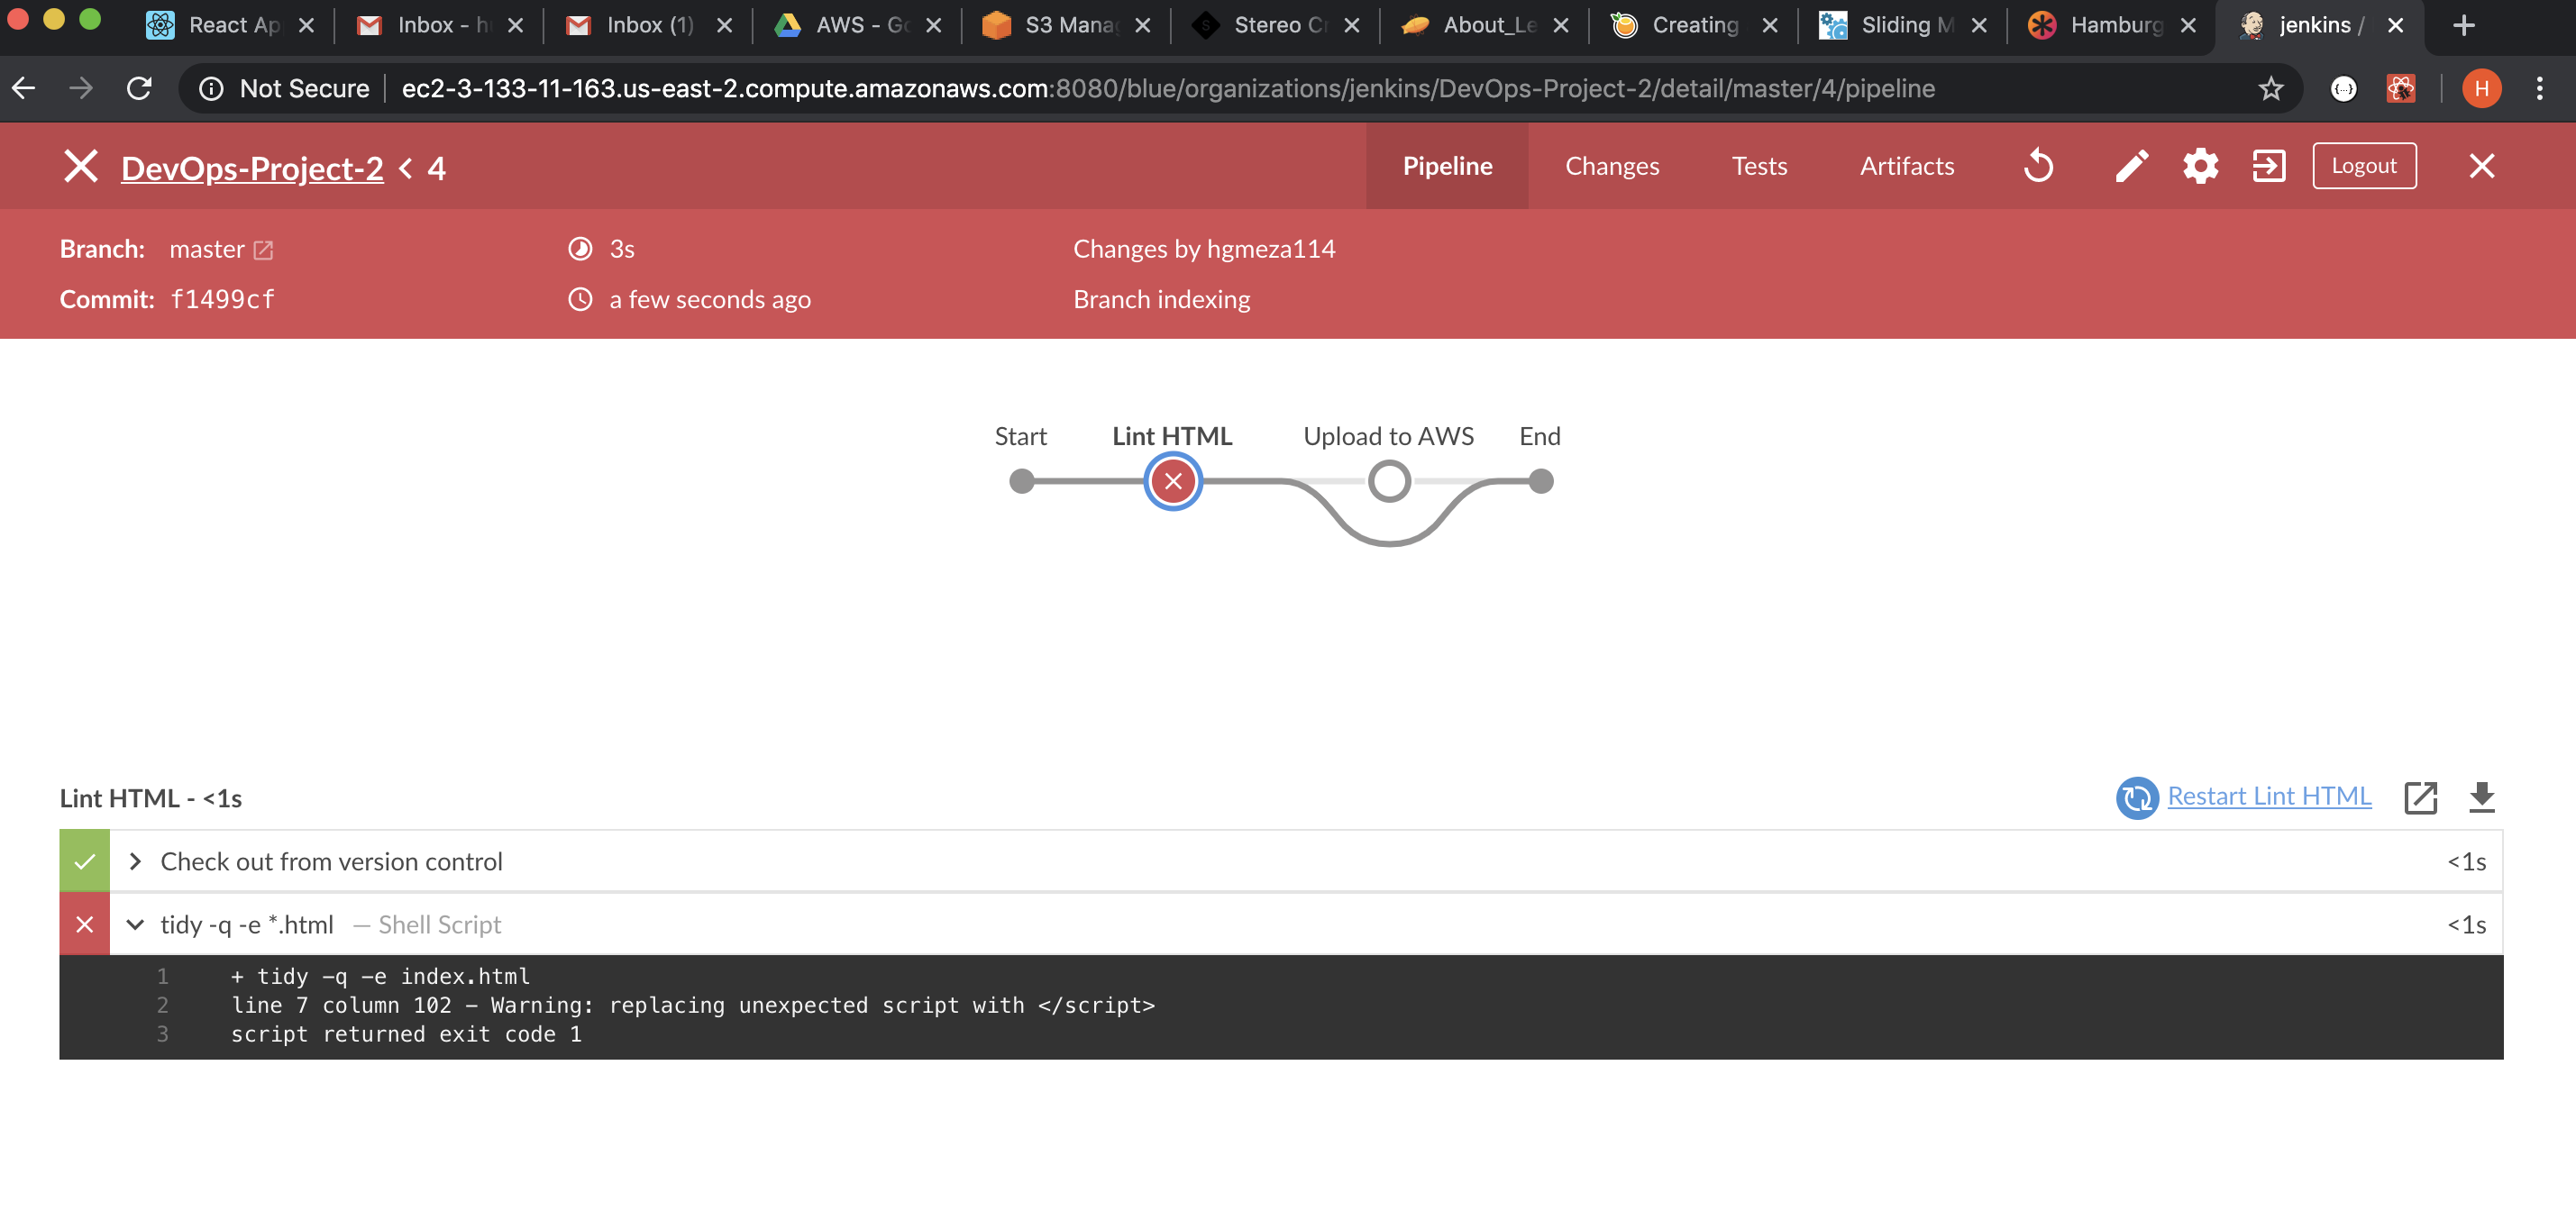 React Ap
Inbox - h
Inbox (1)
AWS - Go
S3 Mana
Stereo C
About_Le
Creating
Sliding M
Hamburg
jenkins /
Not Secure
ec2-3-133-11-163.us-east-2.compute.amazonaws.com:8080/blue/organizations/jenkins/DevOps-Project-2/detail/master/4/pipeline
H
DevOps-Project-2 < 4
Pipeline
Changes
Tests
Artifacts
Logout
Branch: master
3s
Changes by hgmeza114
Commit: f1499cf
a few seconds ago
Branch indexing
Start
Lint HTML
Upload to AWS
End
Lint HTML - <1s
Restart Lint HTML
Check out from version control
<1s
tidy -q -e *.html — Shell Script
<1s
1 + tidy -q -e index.html
2 line 7 column 102 - Warning: replacing unexpected script with </script>
3 script returned exit code 1